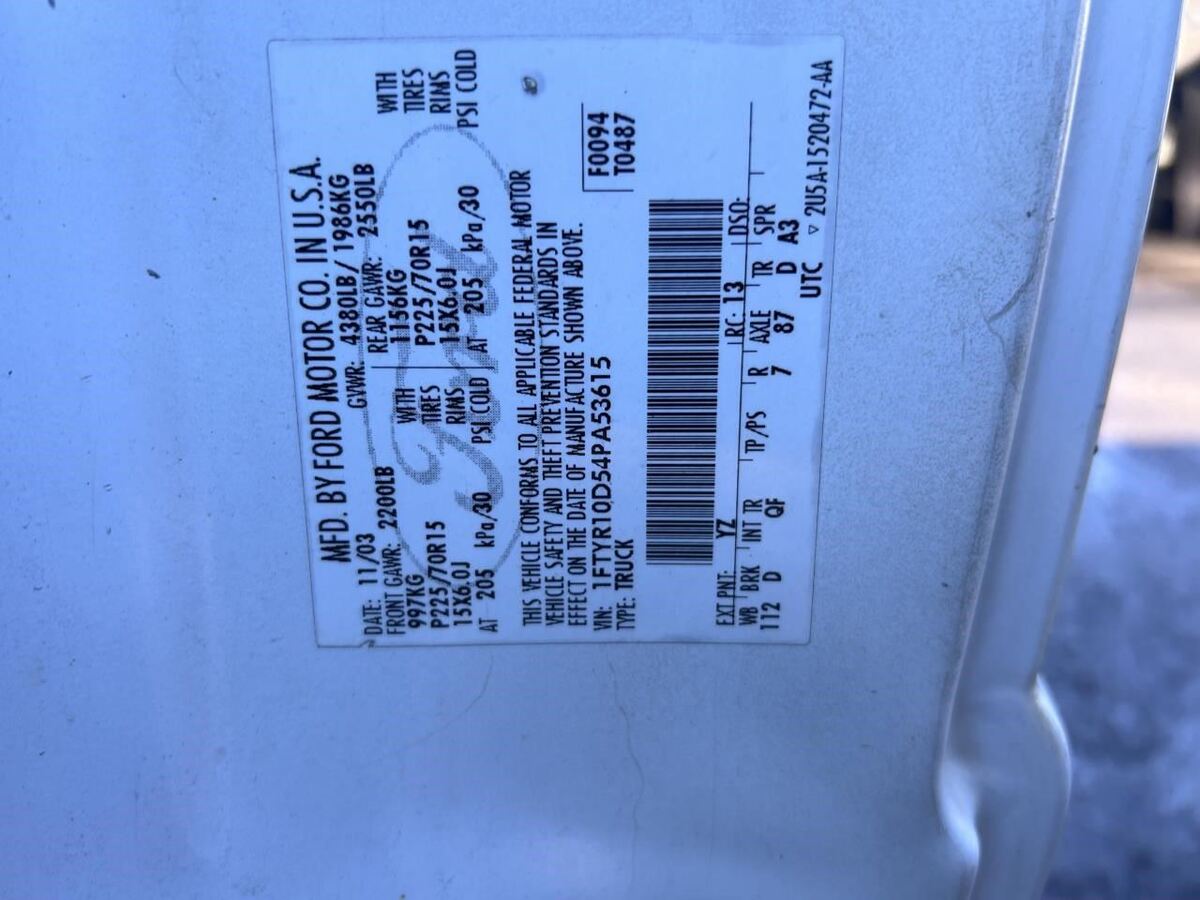 MFD. BY FORD MOTOR CO. IN U.S.A.
DATE: 11/03 GVWR: 4380LB/ 1986KG
FRONT GAWR: 2200LB REAR GAWR: 2550LB
997KG WITH 1156KG WITH
P225/70R15 TIRES P225/70R15 TIRES
15X6.0J RIMS 15X6.0J RIMS
AT 205 kPa/30 PSI COLD AT 205 kPa/30 PSI COLD
Ford
THIS VEHICLE CONFORMS TO ALL APPLICABLE FEDERAL MOTOR
VEHICLE SAFETY AND THEFT PREVENTION STANDARDS IN
EFFECT ON THE DATE OF MANUFACTURE SHOWN ABOVE.
VIN: 1FTYR10D54PA53615 F0094
TYPE: TRUCK T0487
EXT PNT: YZ RC: 13 DSO:
WB BRK INT TR TP/PS R AXLE TR SPR
112 D QF 7 87 D A3
UTC ▽ 2U5A-1520472-AA